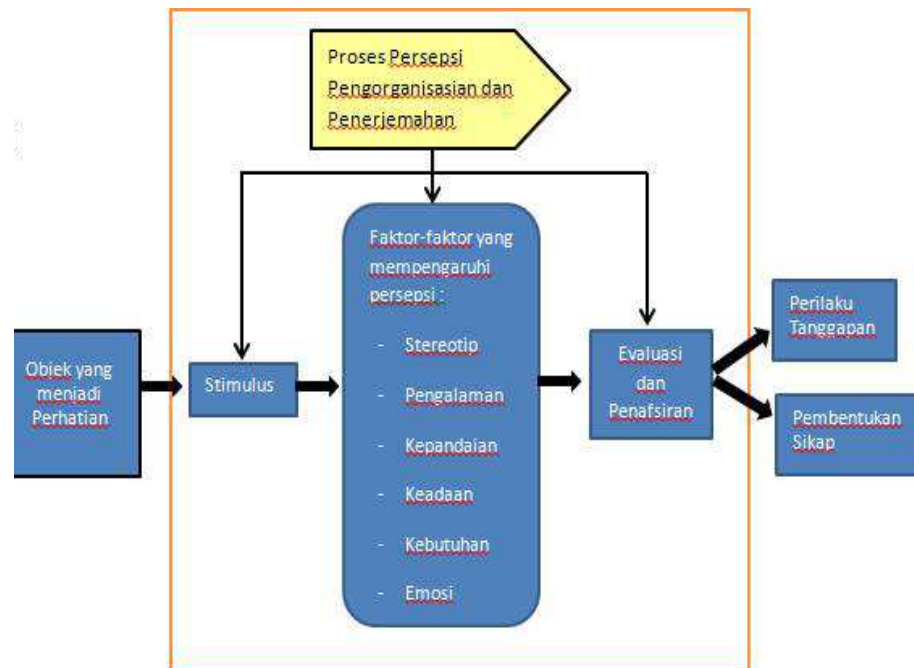 Proses Persepsi
Pengorganisasian dan
Penerjemahan
Faktor-faktor yang
mempengaruhi
persepsi :
- Stereotip
- Pengalaman
- Kepandaian
- Keadaan
- Kebutuhan
- Emosi
Objek yang
menjadi
Perhatian
Stimulus
Evaluasi
dan
Penafsiran
Perilaku
Tanggapan
Pembentukan
Sikap